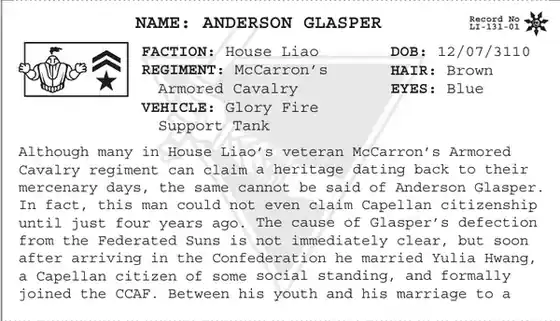 NAME: ANDERSON GLASPER
Record No
LI-131-01
FACTION: House Liao
DOB: 12/07/3110
REGIMENT: McCarron's
HAIR: Brown
Armored Cavalry
EYES: Blue
VEHICLE: Glory Fire
Support Tank
Although many in House Liao's veteran McCarron's Armored
Cavalry regiment can claim a heritage dating back to their
mercenary days, the same cannot be said of Anderson Glasper.
In fact, this man could not even claim Capellan citizenship
until just four years ago. The cause of Glasper's defection
from the Federated Suns is not immediately clear, but soon
after arriving in the Confederation he married Yulia Hwang,
a Capellan citizen of some social standing, and formally
joined the CCAF. Between his youth and his marriage to a